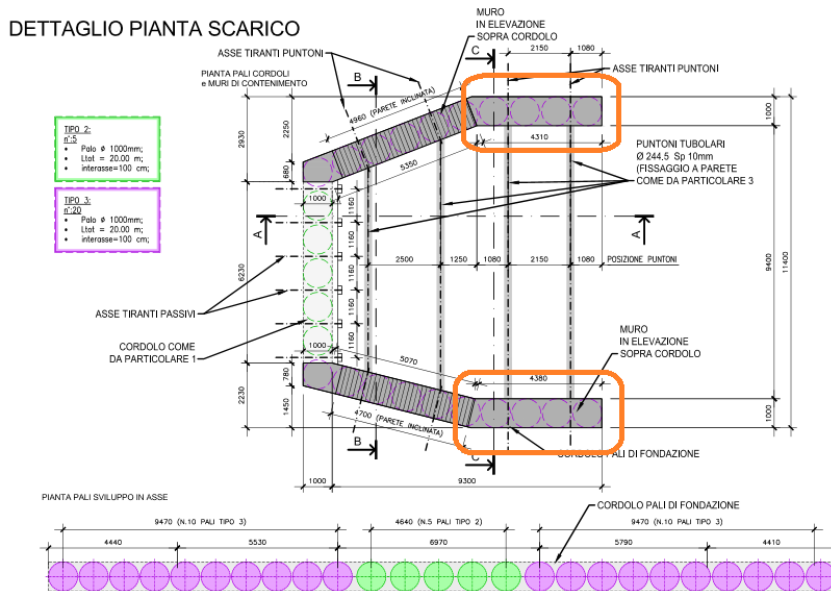 DETTAGLIO PIANTA SCARICO
ASSE TIRANTI PUNTONI
PIANTA PALI CORDOLI
e MURI DI CONTENIMENTO
MURO
IN ELEVAZIONE
SOPRA CORDOLO
C
B
2150
1080
ASSE TIRANTI PUNTONI
4960 (PARETE INCLINATA)
5350
4310
1000
2930
2250
680
1000
TIPO 2:
n°:5
• Palo ø 1000mm;
• Ltot = 20.00 m;
• interasse=100 cm;
TIPO 3:
n°:20
• Palo ø 1000mm;
• Ltot = 20.00 m;
• interasse=100 cm;
PUNTONI TUBOLARI
Ø 244,5 Sp 10mm
(FISSAGGIO A PARETE
COME DA PARTICOLARE 3
A
A
1160
1160
1160
1160
1160
2500
1250
1080
2150
1080
POSIZIONE PUNTONI
6230
9400
11400
ASSE TIRANTI PASSIVI
CORDOLO COME
DA PARTICOLARE 1
1000
MURO
IN ELEVAZIONE
SOPRA CORDOLO
5070
4380
780
2230
1450
4700 (PARETE INCLINATA)
1000
B
C
CORDOLO PALI DI FONDAZIONE
1000
9300
PIANTA PALI SVILUPPO IN ASSE
CORDOLO PALI DI FONDAZIONE
9470 (N.10 PALI TIPO 3)
4640 (N.5 PALI TIPO 2)
9470 (N.10 PALI TIPO 3)
4440
5530
6970
5790
4410